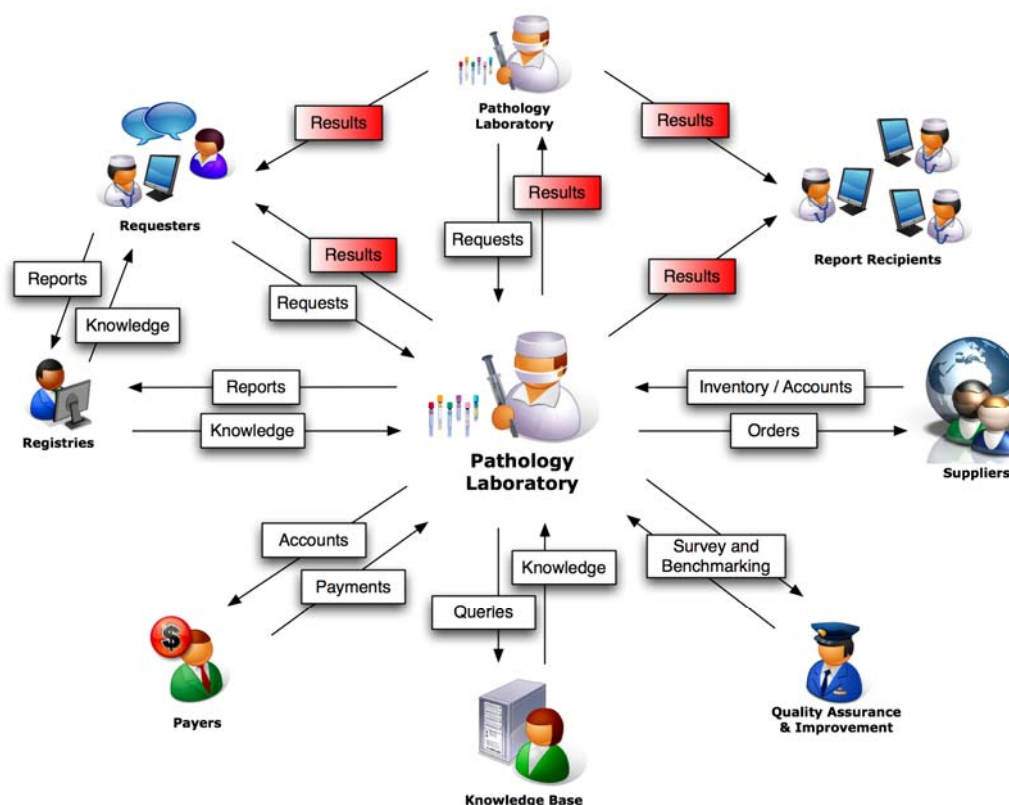 Pathology
Laboratory
Results
Results
Results
Requests
Requesters
Results
Results
Report Recipients
Reports
Requests
Knowledge
Reports
Inventory / Accounts
Knowledge
Orders
Registries
Pathology
Laboratory
Suppliers
Accounts
Survey and
Benchmarking
Knowledge
Payments
Queries
$
Payers
Quality Assurance
& Improvement
Knowledge Base